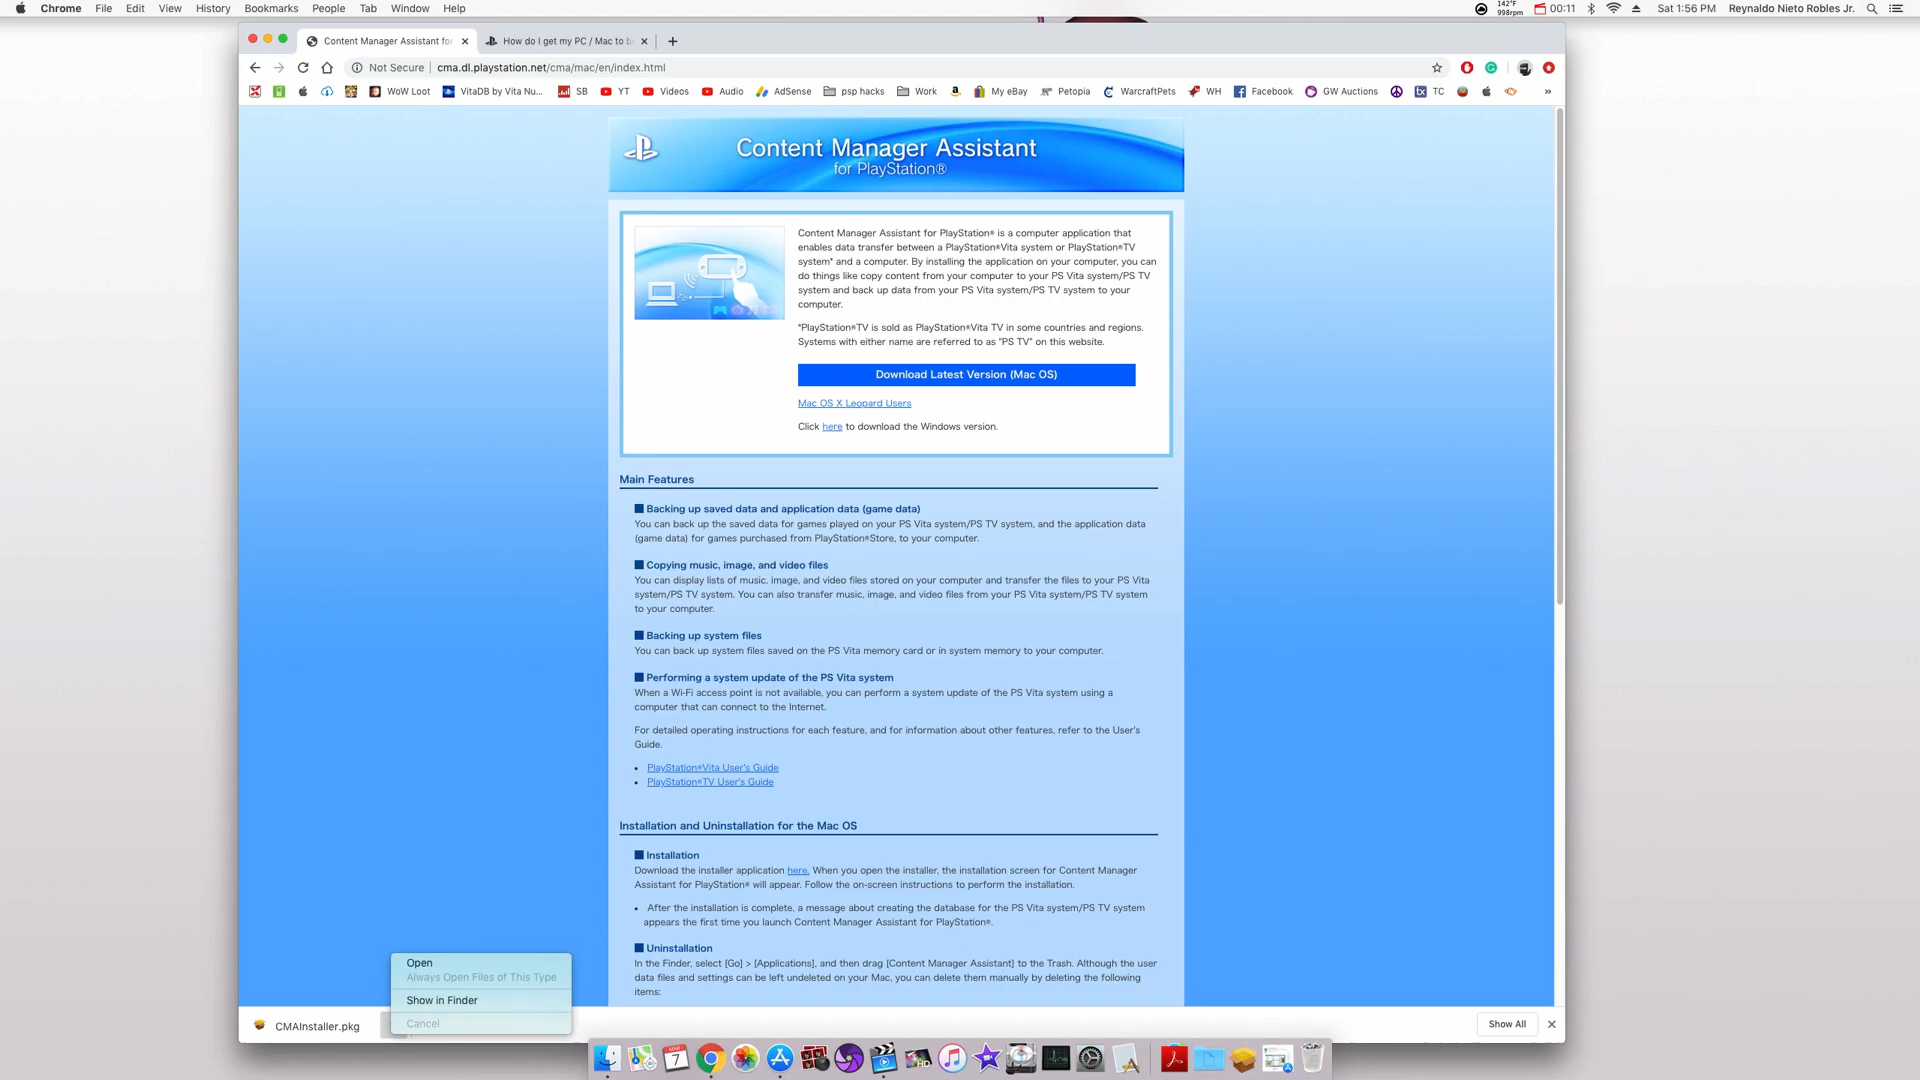 Chrome File Edit View History Bookmarks People Tab Window Help 142°F 998rpm 00:11 Sat 1:56 PM Reynaldo Nieto Robles Jr.
Content Manager Assistant for How do I get my PC / Mac to b
Not Secure cma.dl.playstation.net/cma/mac/en/index.html
WoW Loot VitaDB by Vita Nu... SB YT Videos Audio AdSense psp hacks Work My eBay Petopia WarcraftPets WH Facebook GW Auctions TC »
Content Manager Assistant
for PlayStation®
Content Manager Assistant for PlayStation® is a computer application that
enables data transfer between a PlayStation®Vita system or PlayStation®TV
system* and a computer. By installing the application on your computer, you can
do things like copy content from your computer to your PS Vita system/PS TV
system and back up data from your PS Vita system/PS TV system to your
computer.
*PlayStation®TV is sold as PlayStation®Vita TV in some countries and regions.
Systems with either name are referred to as "PS TV" on this website.
Download Latest Version (Mac OS)
Mac OS X Leopard Users
Click here to download the Windows version.
Main Features
Backing up saved data and application data (game data)
You can back up the saved data for games played on your PS Vita system/PS TV system, and the application data
(game data) for games purchased from PlayStation®Store, to your computer.
Copying music, image, and video files
You can display lists of music, image, and video files stored on your computer and transfer the files to your PS Vita
system/PS TV system. You can also transfer music, image, and video files from your PS Vita system/PS TV system
to your computer.
Backing up system files
You can back up system files saved on the PS Vita memory card or in system memory to your computer.
Performing a system update of the PS Vita system
When a Wi-Fi access point is not available, you can perform a system update of the PS Vita system using a
computer that can connect to the Internet.
For detailed operating instructions for each feature, and for information about other features, refer to the User's
Guide.
• PlayStation®Vita User's Guide
• PlayStation®TV User's Guide
Installation and Uninstallation for the Mac OS
Installation
Download the installer application here. When you open the installer, the installation screen for Content Manager
Assistant for PlayStation® will appear. Follow the on-screen instructions to perform the installation.
• After the installation is complete, a message about creating the database for the PS Vita system/PS TV system
appears the first time you launch Content Manager Assistant for PlayStation®.
Uninstallation
In the Finder, select [Go] > [Applications], and then drag [Content Manager Assistant] to the Trash. Although the user
data files and settings can be left undeleted on your Mac, you can delete them manually by deleting the following
items:
Open
Always Open Files of This Type
Show in Finder
Cancel
CMAInstaller.pkg Show All
MAR
7